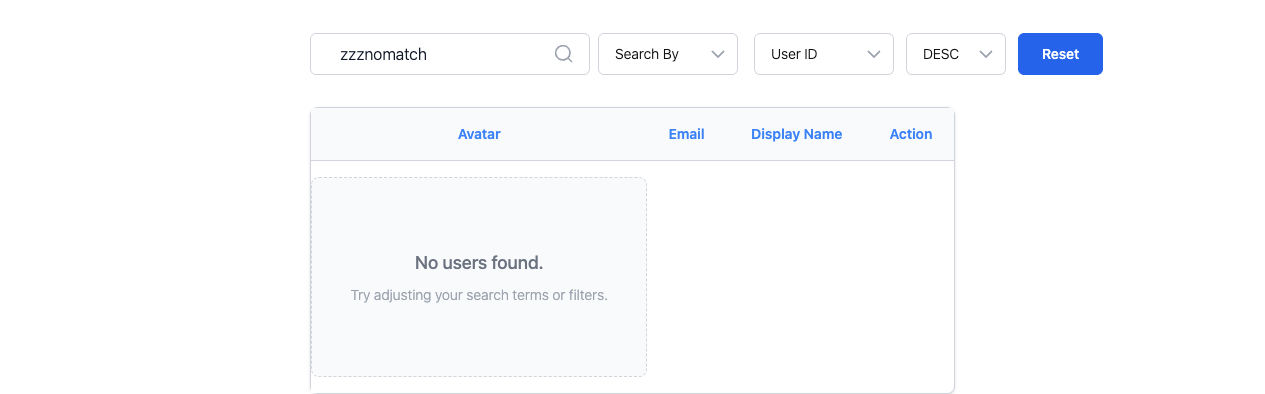 zzznomatch Search By User ID DESC Reset
Avatar Email Display Name Action
No users found.
Try adjusting your search terms or filters.